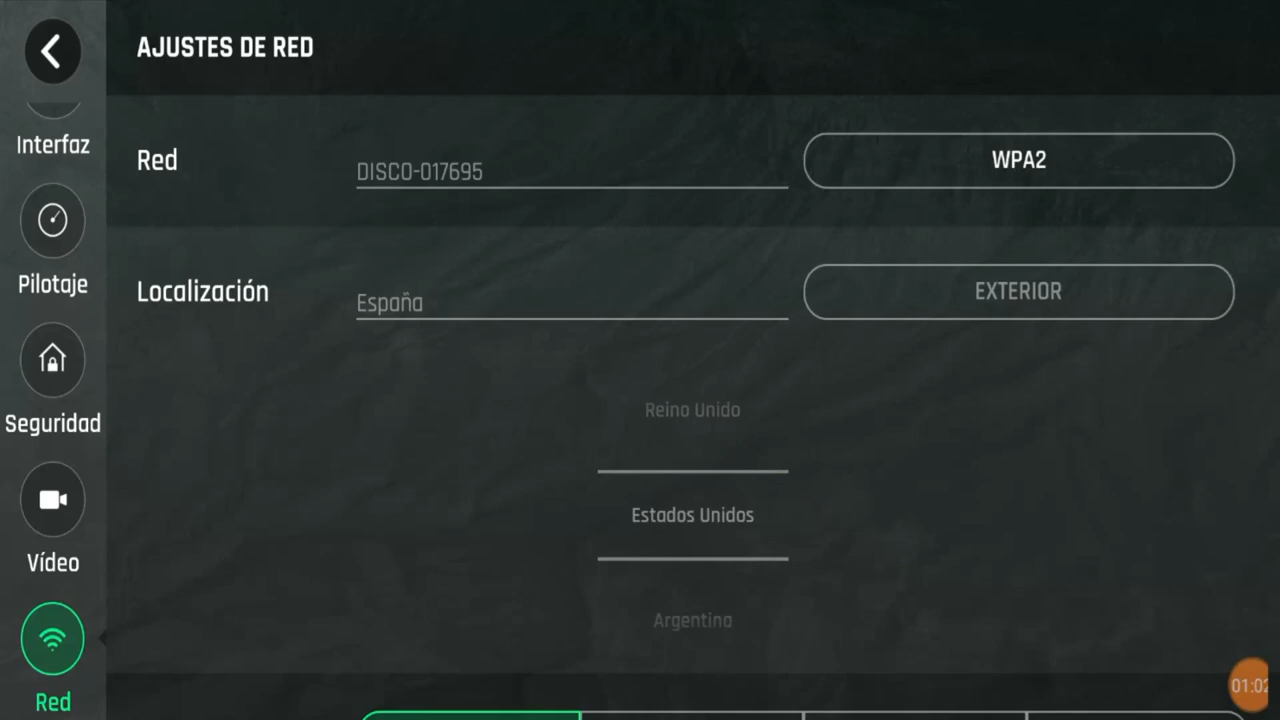 AJUSTES DE RED
Interfaz
Red
DISCO-017695
WPA2
Pilotaje
Localización
España
EXTERIOR
Seguridad
Reino Unido
Estados Unidos
Vídeo
Argentina
Red
01:02